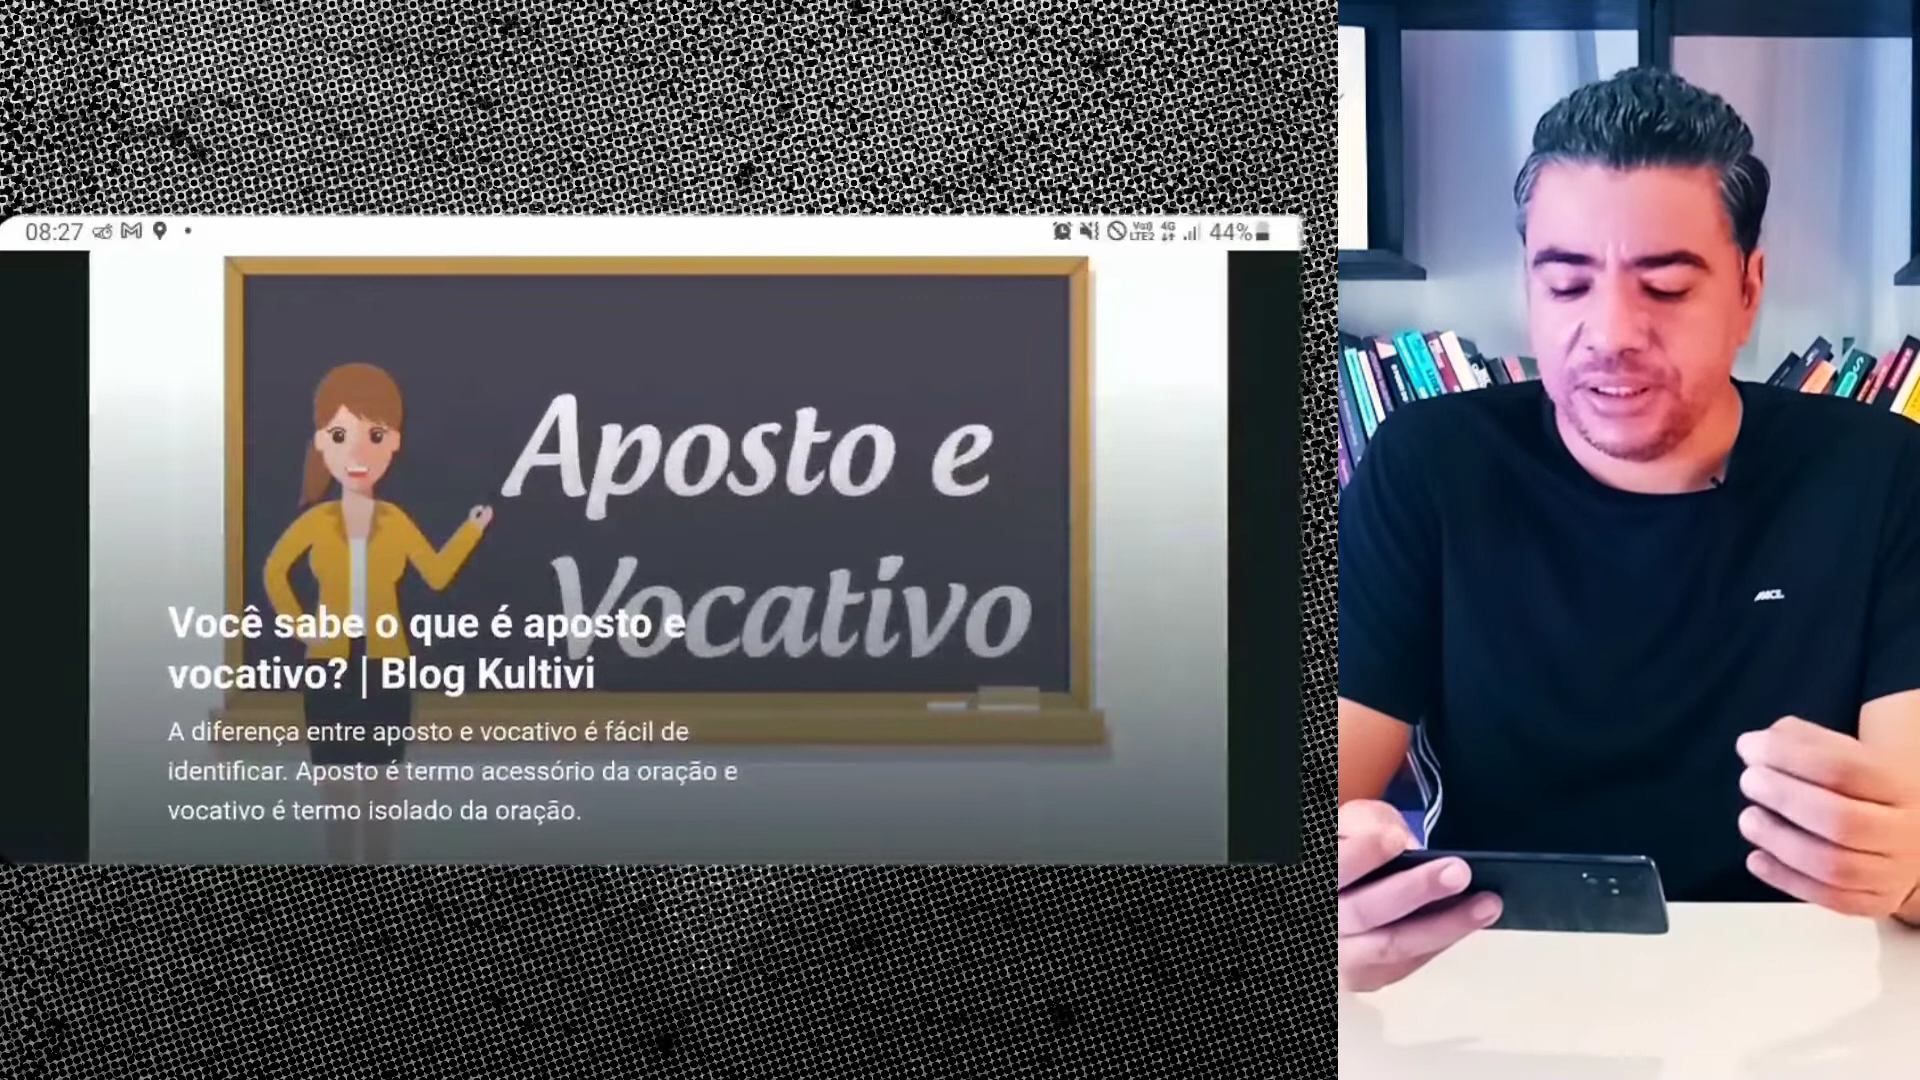 08:27
44%
Aposto e
Vocativo
Você sabe o que é aposto e
vocativo? | Blog Kultivi
A diferença entre aposto e vocativo é fácil de
identificar. Aposto é termo acessório da oração e
vocativo é termo isolado da oração.